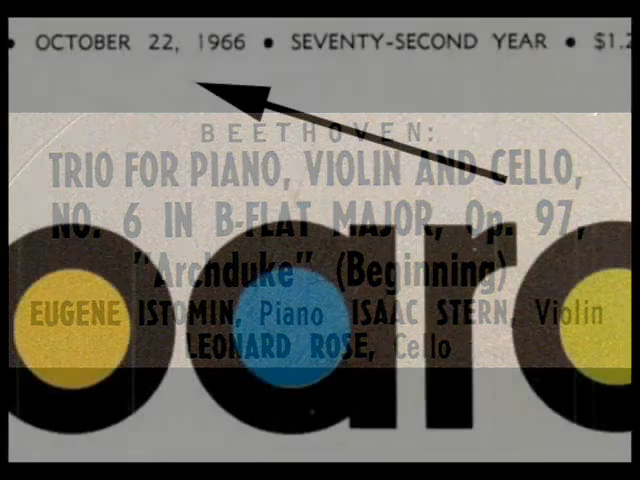 • OCTOBER 22, 1966 • SEVENTY-SECOND YEAR • $1.2
BEETHOVEN:
TRIO FOR PIANO, VIOLIN AND CELLO,
NO. 6 IN B-FLAT MAJOR, Op. 97,
"Archduke" (Beginning)
EUGENE ISTOMIN, Piano ISAAC STERN, Violin
LEONARD ROSE, Cello
oard